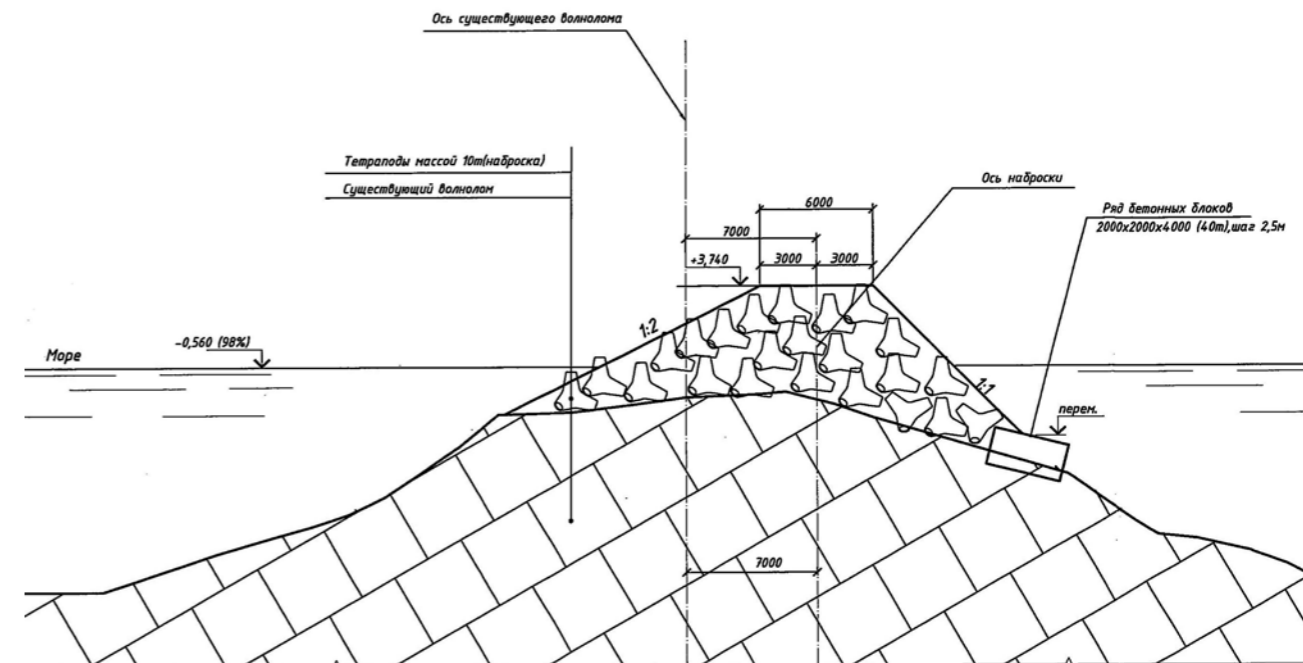 Ось существующего волнолома
Тетраподы массой 10т(наброска)
Существующий волнолом
Ось наброски
6000
Ряд бетонных блоков
2000х2000х4000 (40т),шаг 2,5м
7000
+3,740
3000
3000
1:2
-0,560 (98%)
Море
1:1
перем.
7000